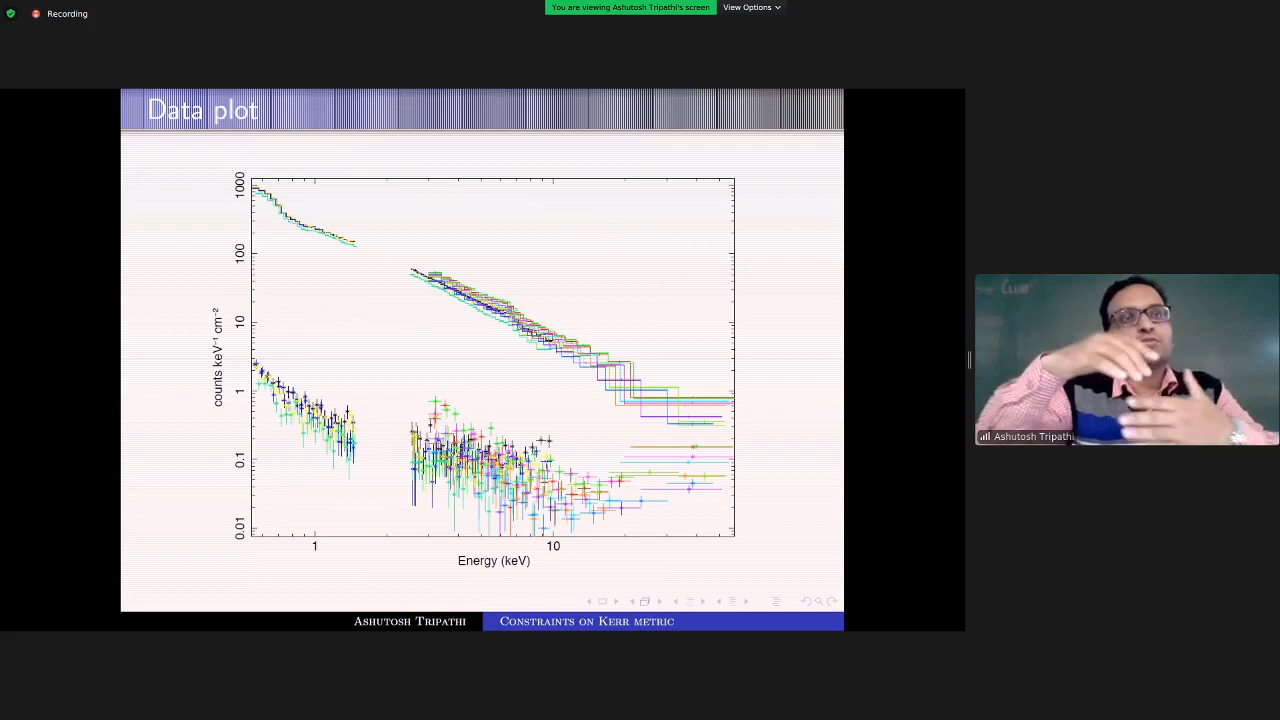 Recording
You are viewing Ashutosh Tripathi's screen
View Options
Data plot
1000
100
10
1
0.1
0.01
counts keV⁻¹ cm⁻²
1
10
Energy (keV)
Ashutosh Tripathi
ASHUTOSH TRIPATHI
CONSTRAINTS ON KERR METRIC